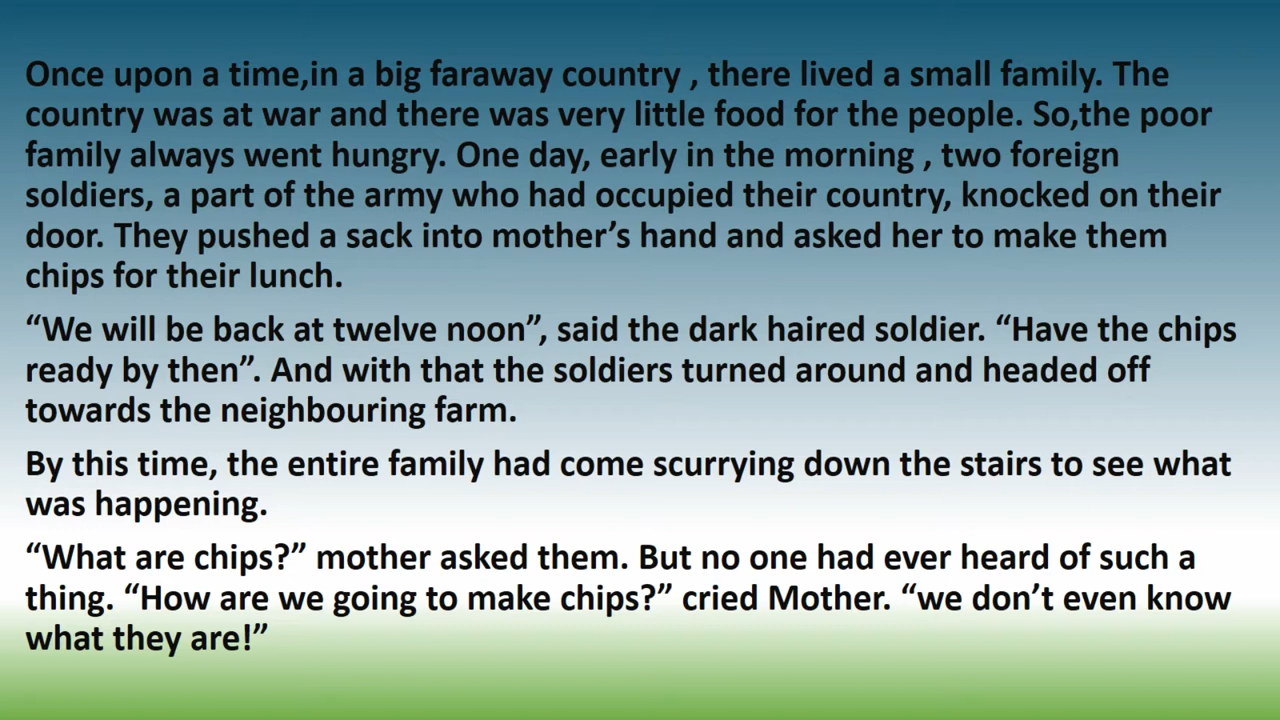 Once upon a time,in a big faraway country , there lived a small family. The
country was at war and there was very little food for the people. So,the poor
family always went hungry. One day, early in the morning , two foreign
soldiers, a part of the army who had occupied their country, knocked on their
door. They pushed a sack into mother’s hand and asked her to make them
chips for their lunch.
“We will be back at twelve noon”, said the dark haired soldier. “Have the chips
ready by then”. And with that the soldiers turned around and headed off
towards the neighbouring farm.
By this time, the entire family had come scurrying down the stairs to see what
was happening.
“What are chips?” mother asked them. But no one had ever heard of such a
thing. “How are we going to make chips?” cried Mother. “we don’t even know
what they are!”